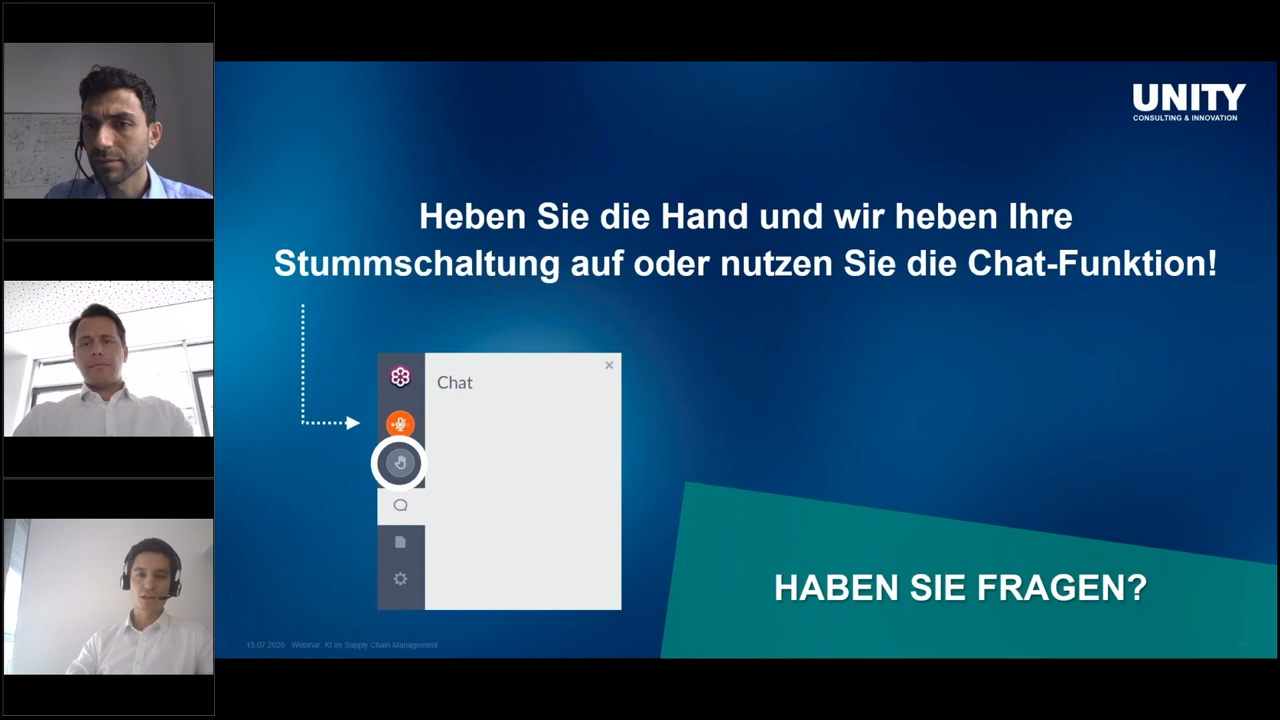 UNITY
CONSULTING & INNOVATION
Heben Sie die Hand und wir heben Ihre
Stummschaltung auf oder nutzen Sie die Chat-Funktion!
Chat
HABEN SIE FRAGEN?
15.07.2020 Webinar: KI im Supply Chain Management